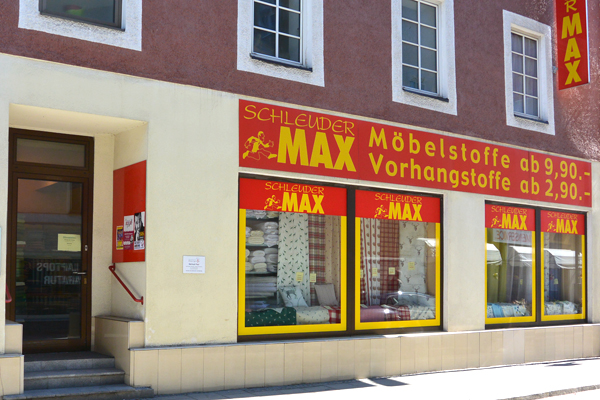 R
MAX
SCHLEUDER
MAX
Möbelstoffe ab 9,90.-
Vorhangstoffe ab 2,90.-
SCHLEUDER
MAX
SCHLEUDER
MAX
SCHLEUDER
MAX
SCHLEUDER
MAX
LAPTOPS